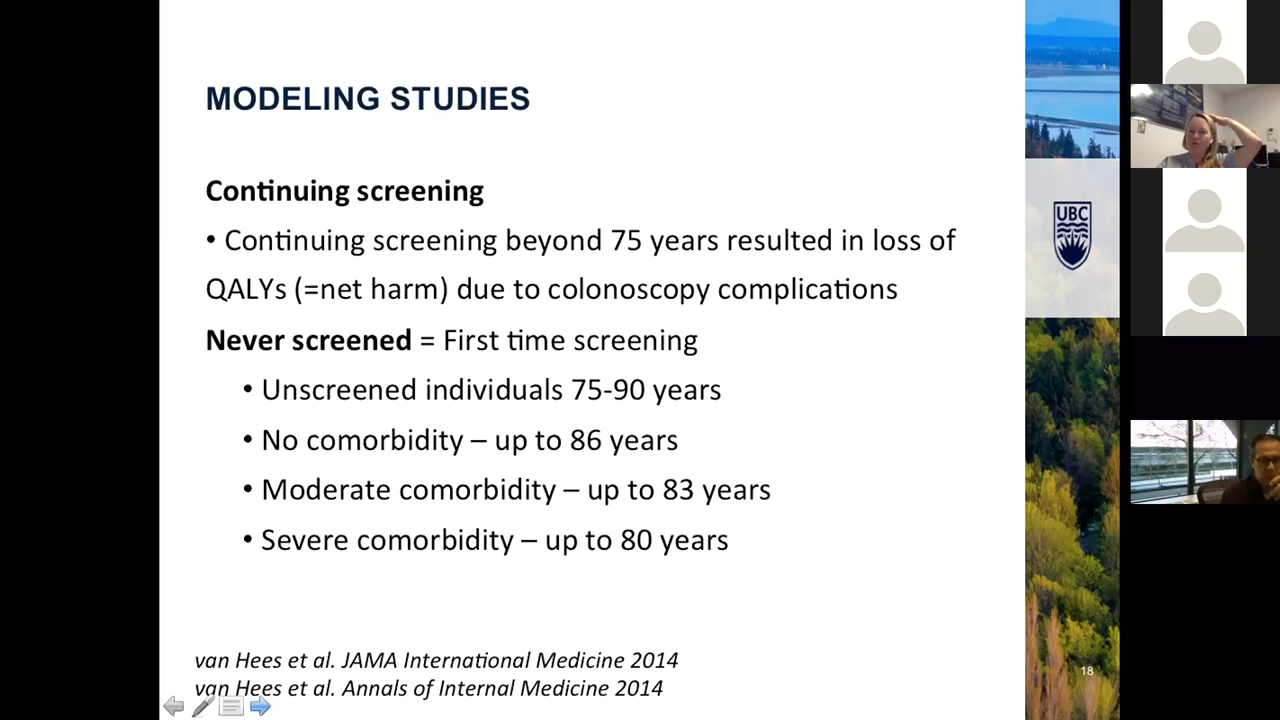 MODELING STUDIES
Continuing screening
• Continuing screening beyond 75 years resulted in loss of
QALYs (=net harm) due to colonoscopy complications
Never screened = First time screening
• Unscreened individuals 75-90 years
• No comorbidity – up to 86 years
• Moderate comorbidity – up to 83 years
• Severe comorbidity – up to 80 years
van Hees et al. JAMA International Medicine 2014
van Hees et al. Annals of Internal Medicine 2014
UBC
18